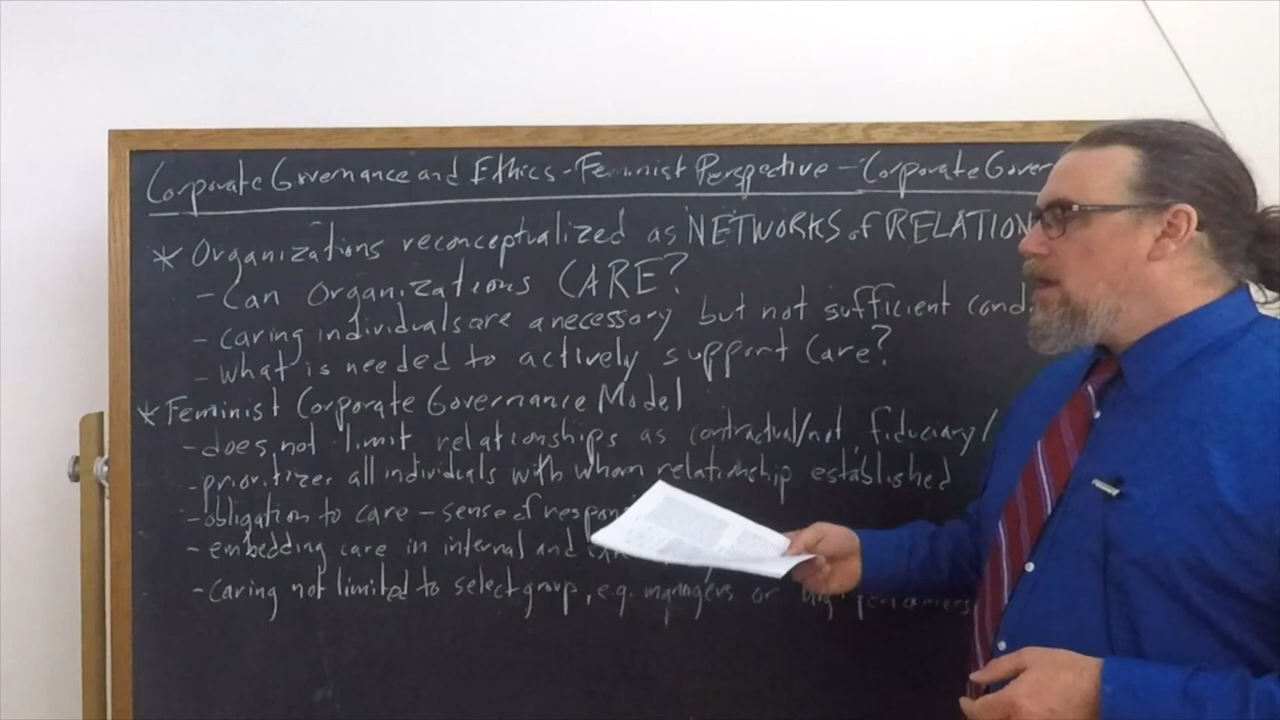 Corporate Governance and Ethics - Feminist Perspective - Corporate Gover
* Organizations reconceptualized as NETWORKS of RELATION
- Can organizations CARE?
- caring individuals are a necessary but not sufficient cond
- what is needed to actively support Care?
* Feminist Corporate Governance Model
- does not limit relationships as contractual/not fiduciary/
- prioritizes all individuals with whom relationship established
- obligation to care - sense of respon
- embedding care in internal and
- caring not limited to select group, e.g. managers or